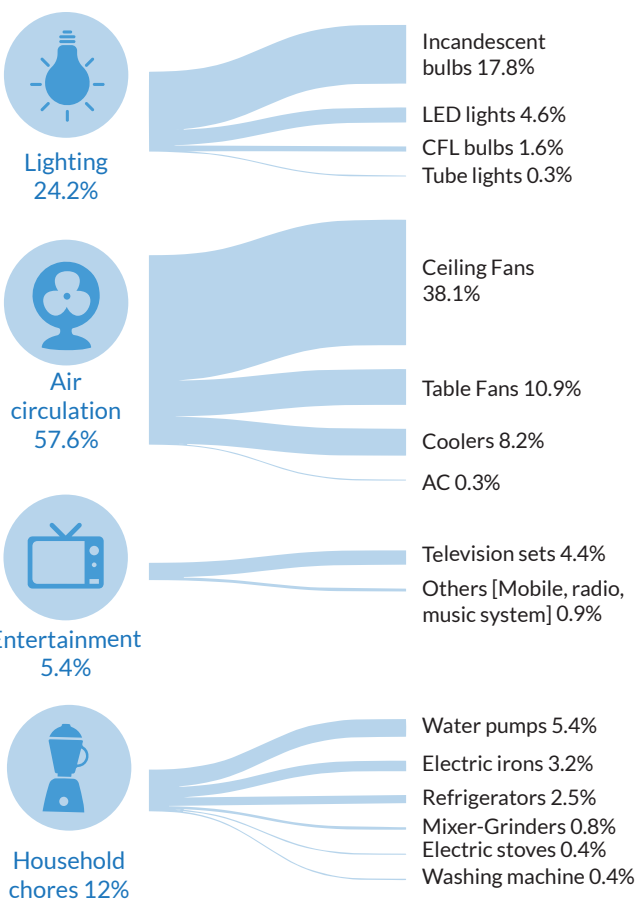 Lighting
24.2%
Incandescent
bulbs 17.8%
LED lights 4.6%
CFL bulbs 1.6%
Tube lights 0.3%
Air
circulation
57.6%
Ceiling Fans
38.1%
Table Fans 10.9%
Coolers 8.2%
AC 0.3%
Entertainment
5.4%
Television sets 4.4%
Others [Mobile, radio,
music system] 0.9%
Household
chores 12%
Water pumps 5.4%
Electric irons 3.2%
Refrigerators 2.5%
Mixer-Grinders 0.8%
Electric stoves 0.4%
Washing machine 0.4%